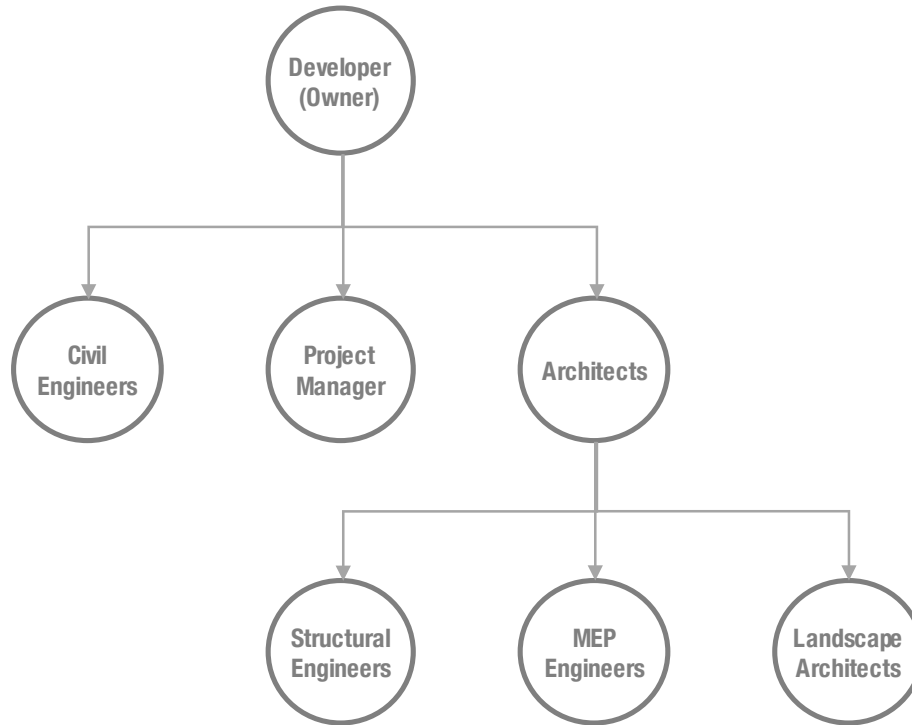 Developer
(Owner)
Civil
Engineers
Project
Manager
Architects
Structural
Engineers
MEP
Engineers
Landscape
Architects